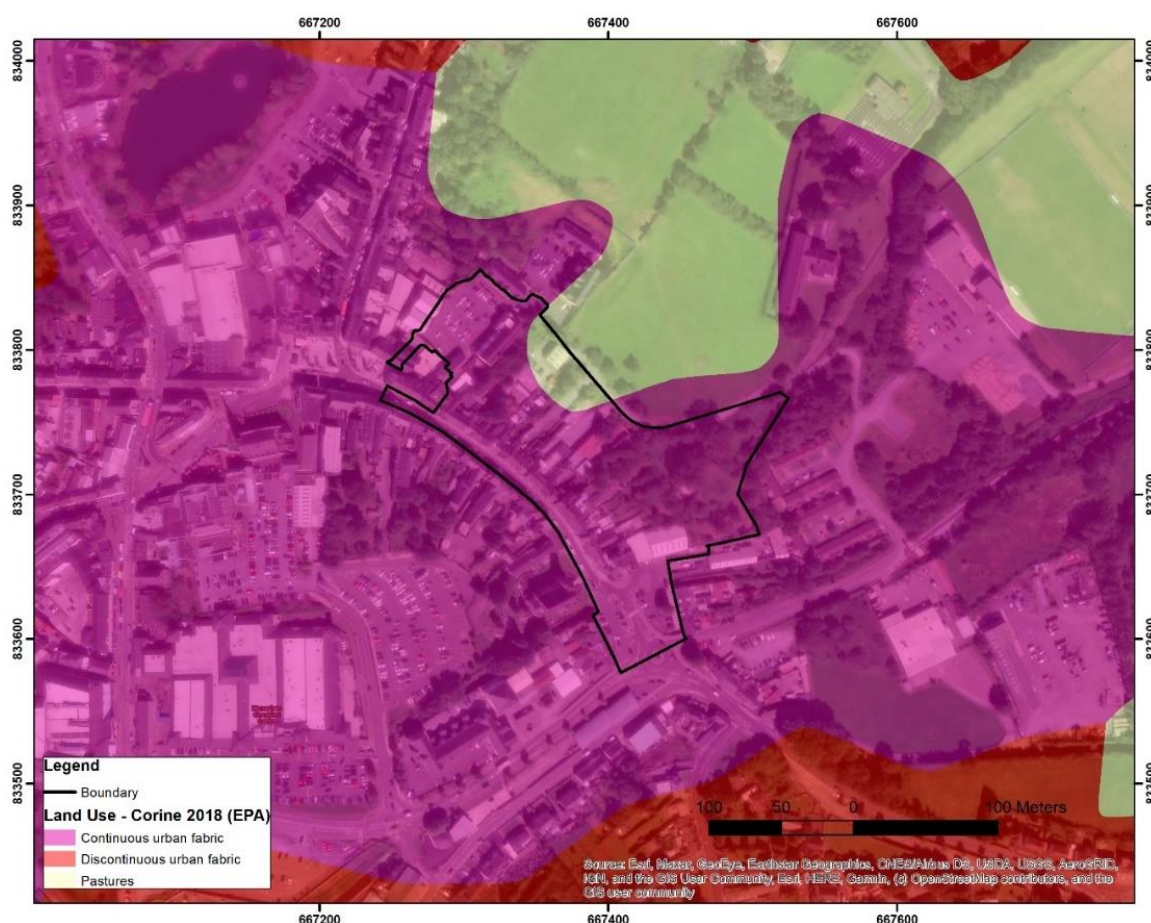 667200 667400 667600
834000 834000
833900 833900
833800 833800
833700 833700
833600 833600
833500 833500
Legend
Boundary
Land Use - Corine 2018 (EPA)
Continuous urban fabric
Discontinuous urban fabric
Pastures
100 50 0 100 Meters
Source: Esri, Maxar, GeoEye, Earthstar Geographics, CNES/Airbus DS, USDA, USGS, AeroGRID,
IGN, and the GIS User Community, Esri, HERE, Garmin, (c) OpenStreetMap contributors, and the
GIS user community
667200 667400 667600